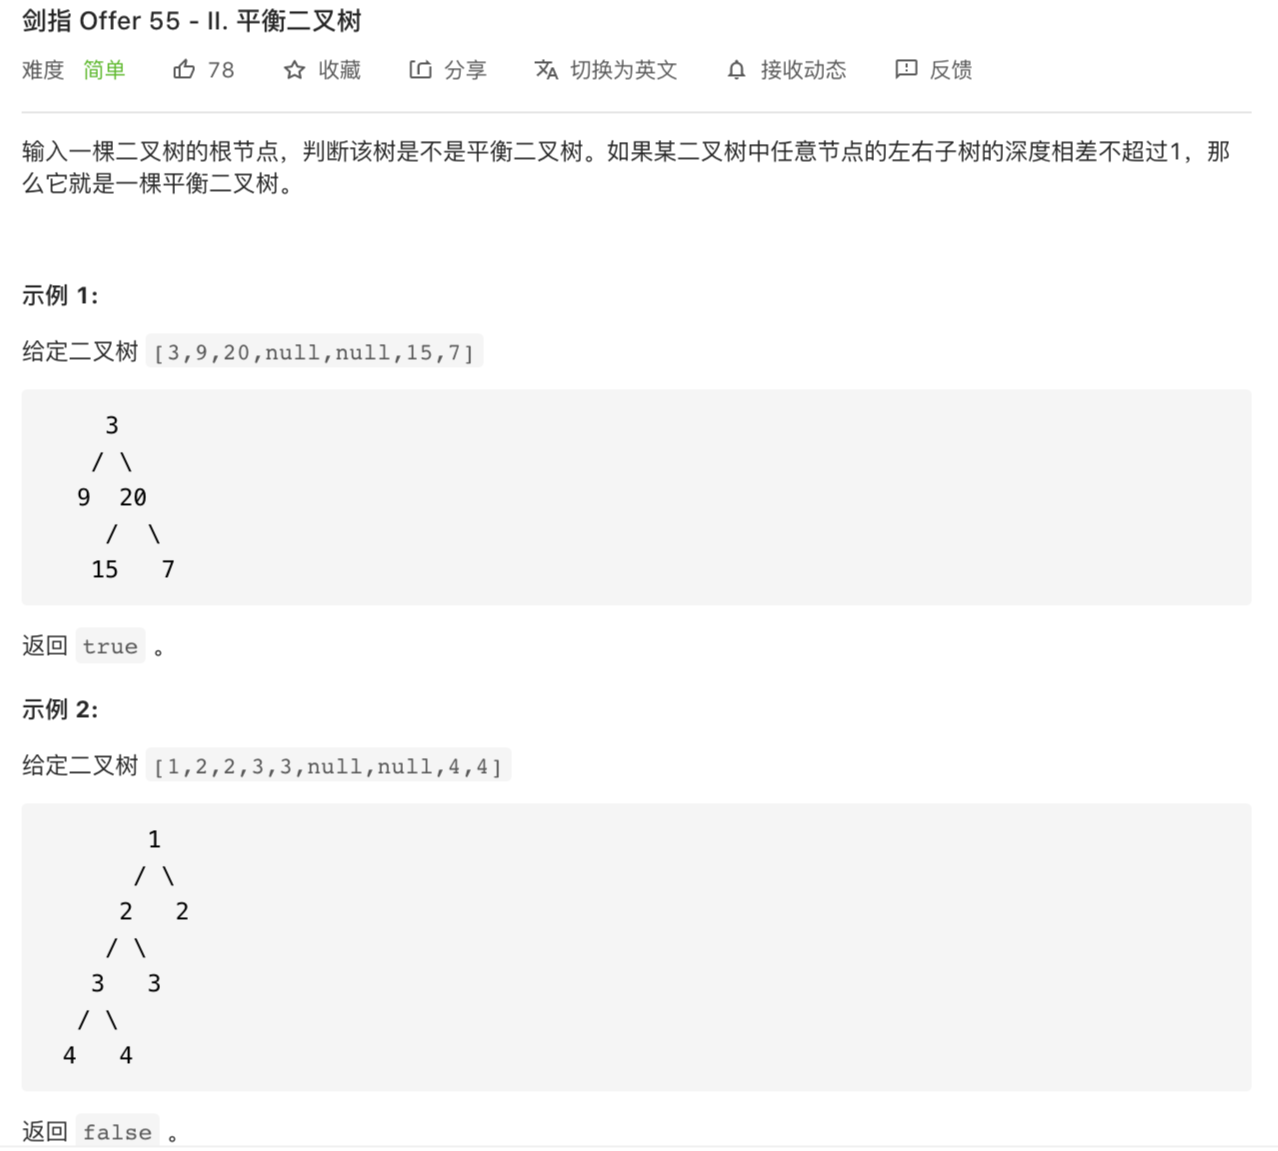 剑指 Offer 55 - II. 平衡二叉树
难度 简单 78 收藏 分享 切换为英文 接收动态 反馈
输入一棵二叉树的根节点，判断该树是不是平衡二叉树。如果某二叉树中任意节点的左右子树的深度相差不超过1，那
么它就是一棵平衡二叉树。
示例 1:
给定二叉树 [3,9,20,null,null,15,7]
3
/ \
9 20
/ \
15 7
返回 true 。
示例 2:
给定二叉树 [1,2,2,3,3,null,null,4,4]
1
/ \
2 2
/ \
3 3
/ \
4 4
返回 false 。